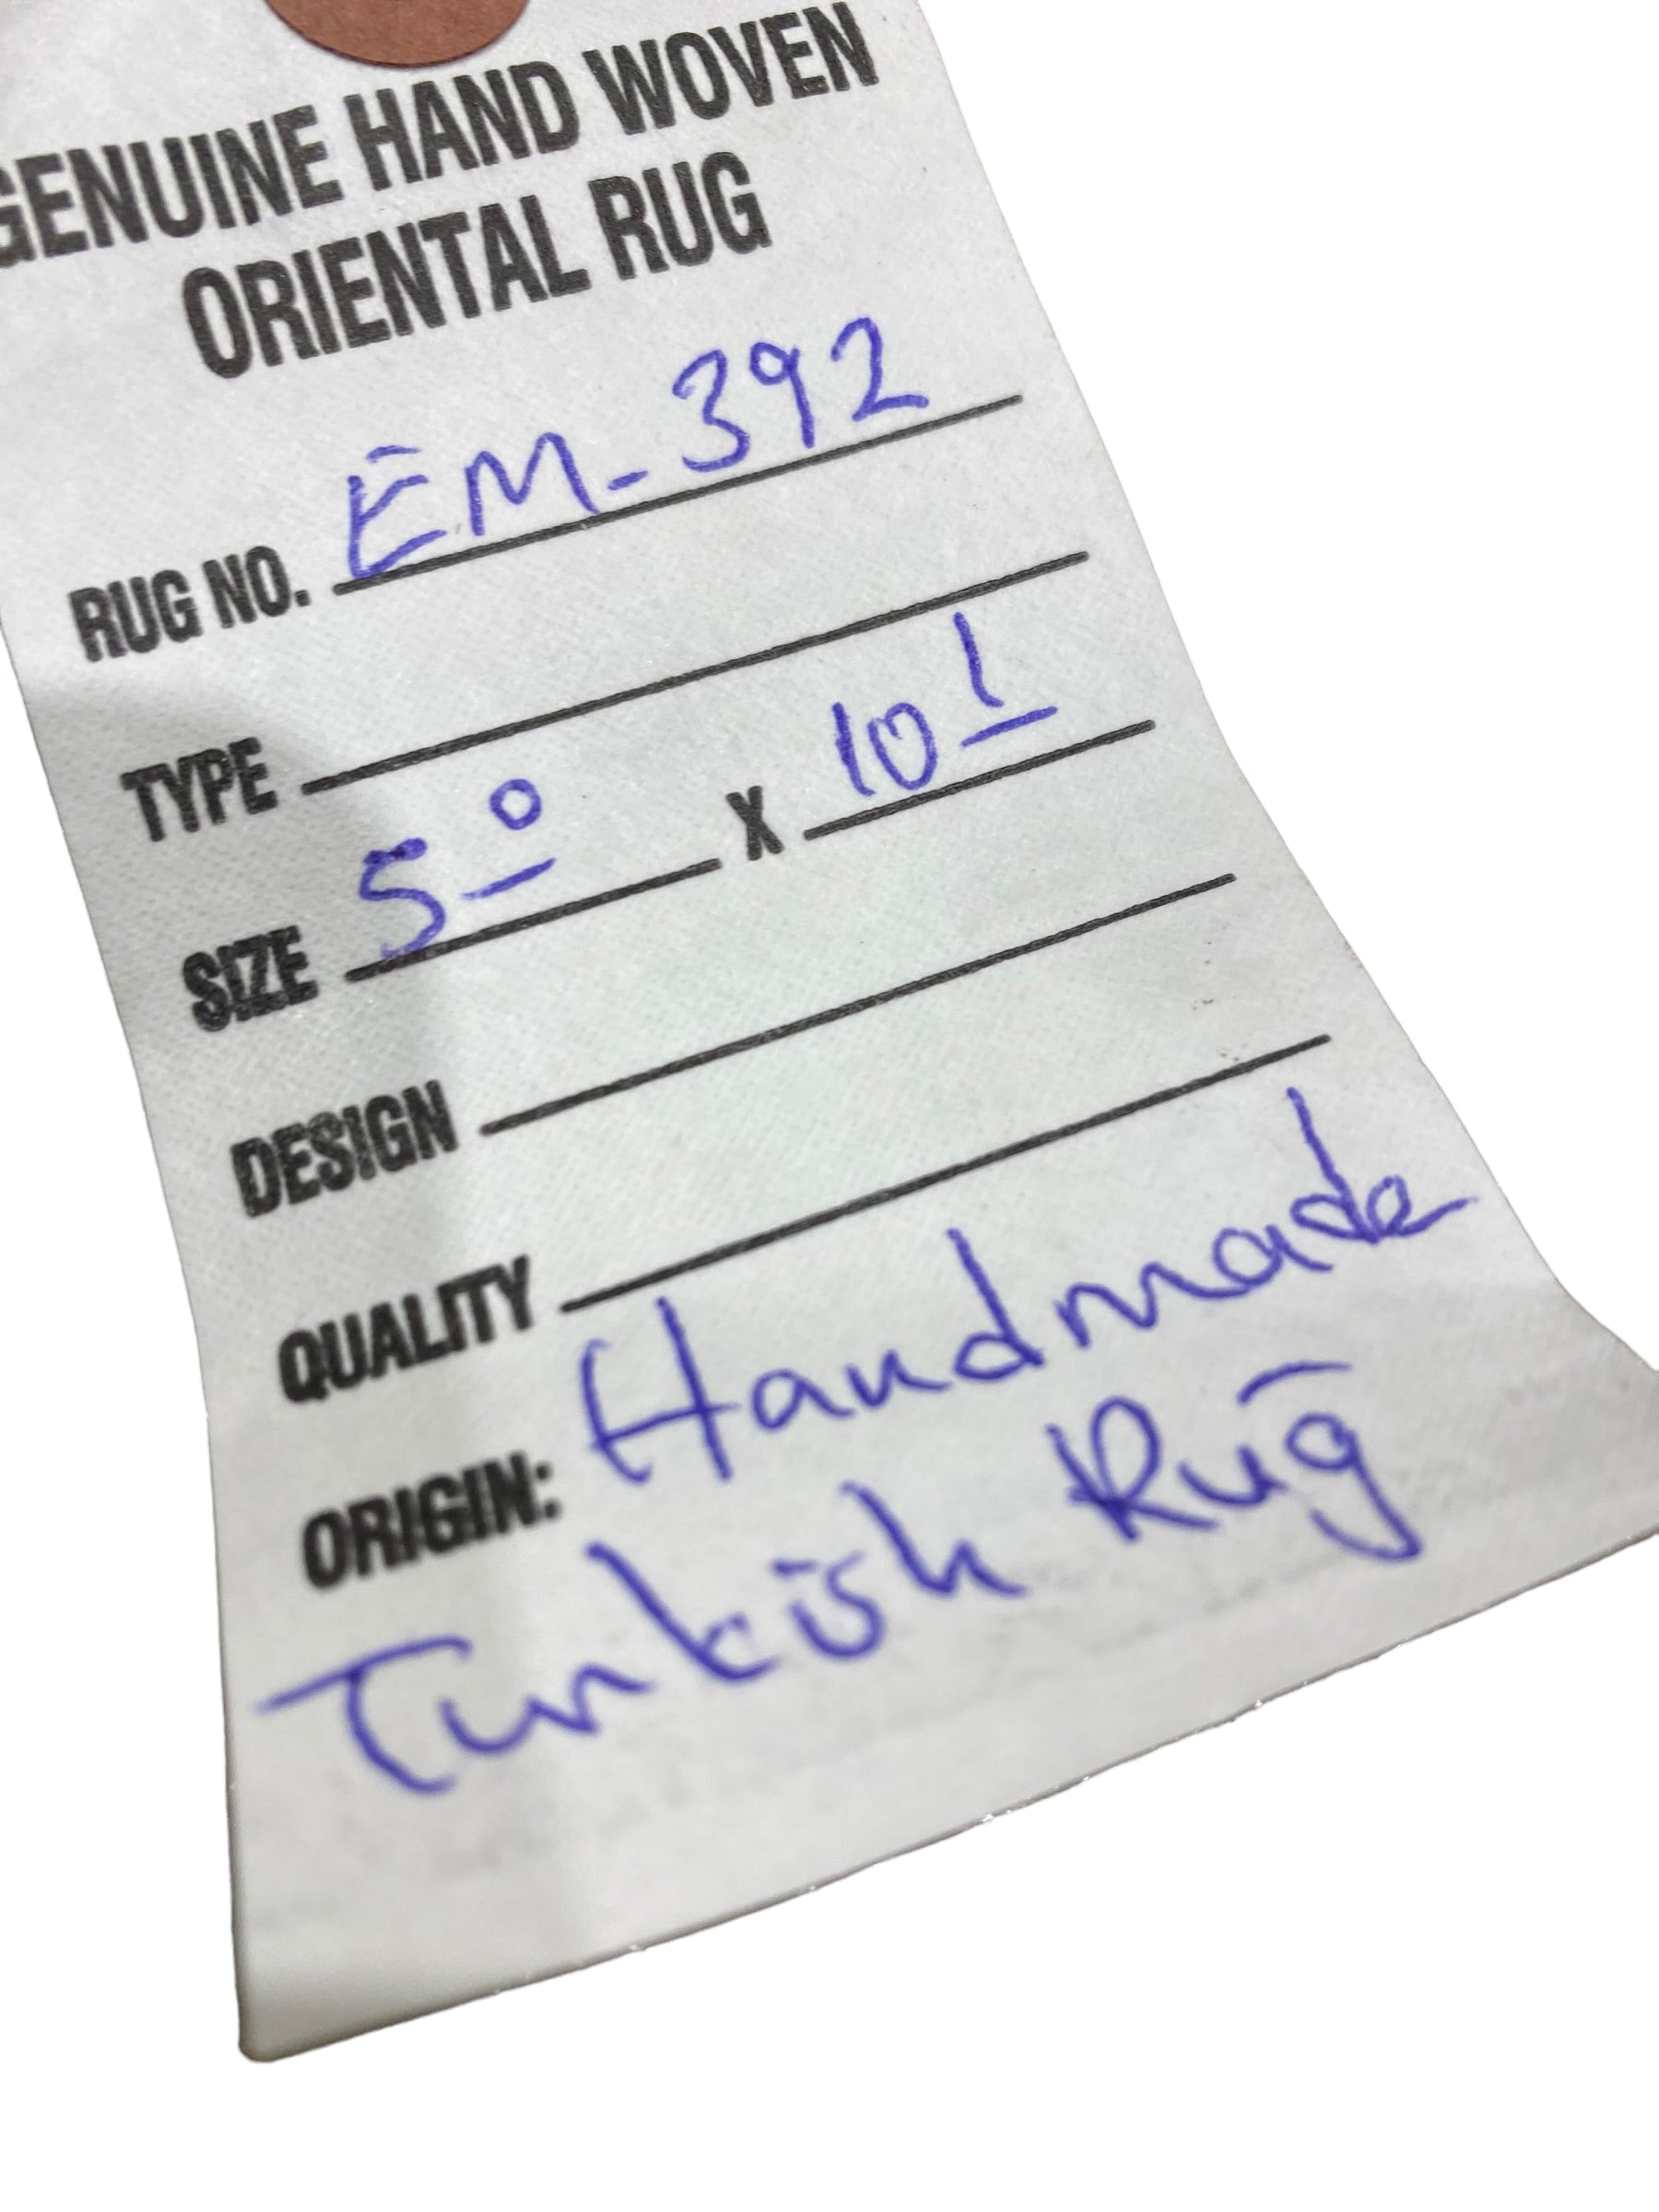 GENUINE HAND WOVEN
ORIENTAL RUG
RUG NO. EM-392
TYPE
SIZE 5 0 X 10 1
DESIGN
QUALITY
ORIGIN: Handmade
Turkish Rug